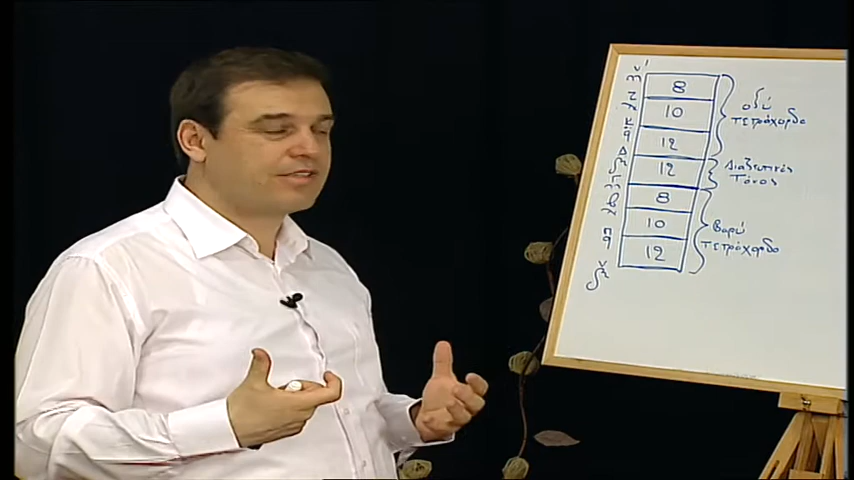 ν'
8
ζ
10
κ
12
Δ
12
Γ
8
β
10
π
12
ν
οξύ
τετράχορδο
Διαζευκτικός
Τόνος
βαρύ
τετράχορδο